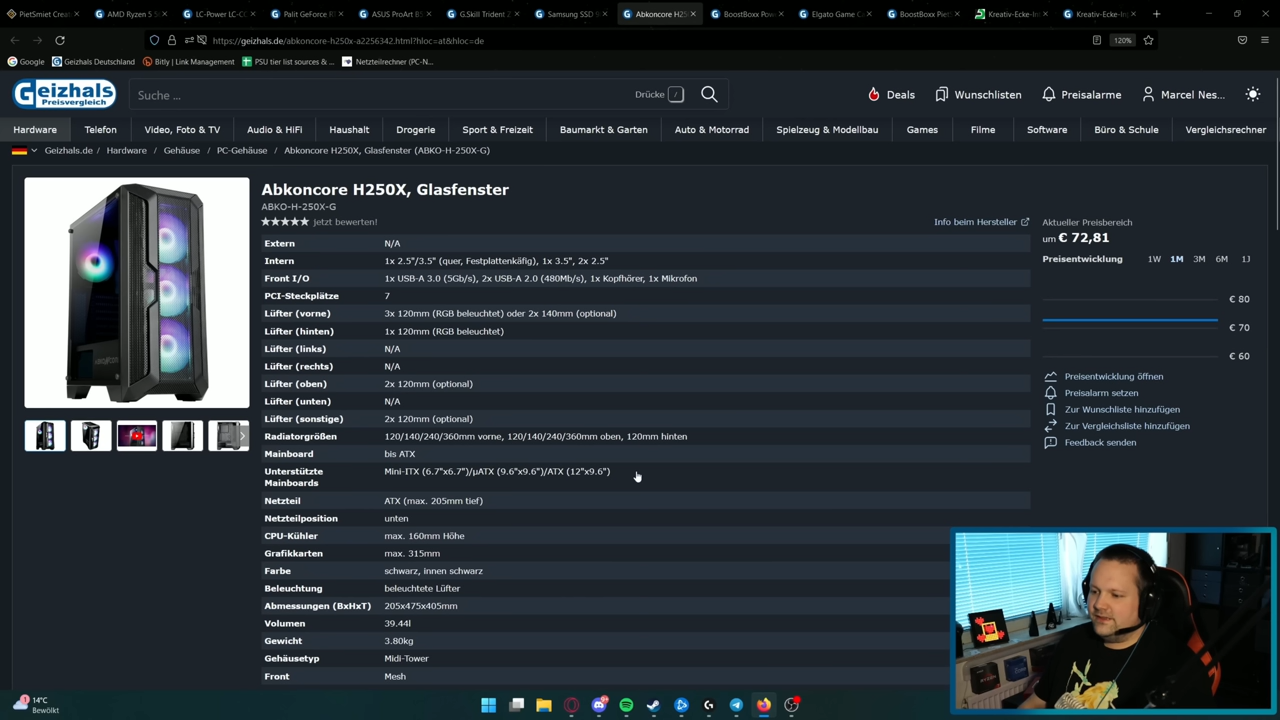 PietSmiet Creat
AMD Ryzen 5 5
LC-Power LC-CC
Palit GeForce R
ASUS ProArt B5
G.Skill Trident Z
Samsung SSD 9
Abkoncore H25
BoostBoxx Pow
Elgato Game Ca
BoostBoxx Piet
Kreativ-Ecke-In
Kreativ-Ecke-In
https://geizhals.de/abkoncore-h250x-a2256342.html?hloc=at&hloc=de
120%
Google
Geizhals Deutschland
Bitly | Link Management
PSU tier list sources & ...
Netzteilrechner (PC-N...
Geizhals
Preisvergleich
Suche ...
Drücke /
Deals
Wunschlisten
Preisalarme
Marcel Nes...
Hardware
Telefon
Video, Foto & TV
Audio & HiFi
Haushalt
Drogerie
Sport & Freizeit
Baumarkt & Garten
Auto & Motorrad
Spielzeug & Modellbau
Games
Filme
Software
Büro & Schule
Vergleichsrechner
Geizhals.de / Hardware / Gehäuse / PC-Gehäuse / Abkoncore H250X, Glasfenster (ABKO-H-250X-G)
Abkoncore H250X, Glasfenster
ABKO-H-250X-G
jetzt bewerten!
Info beim Hersteller
Extern N/A
Intern 1x 2.5"/3.5" (quer, Festplattenkäfig), 1x 3.5", 2x 2.5"
Front I/O 1x USB-A 3.0 (5Gb/s), 2x USB-A 2.0 (480Mb/s), 1x Kopfhörer, 1x Mikrofon
PCI-Steckplätze 7
Lüfter (vorne) 3x 120mm (RGB beleuchtet) oder 2x 140mm (optional)
Lüfter (hinten) 1x 120mm (RGB beleuchtet)
Lüfter (links) N/A
Lüfter (rechts) N/A
Lüfter (oben) 2x 120mm (optional)
Lüfter (unten) N/A
Lüfter (sonstige) 2x 120mm (optional)
Radiatorgrößen 120/140/240/360mm vorne, 120/140/240/360mm oben, 120mm hinten
Mainboard bis ATX
Unterstützte Mini-ITX (6.7"x6.7")/µATX (9.6"x9.6")/ATX (12"x9.6")
Mainboards
Netzteil ATX (max. 205mm tief)
Netzteilposition unten
CPU-Kühler max. 160mm Höhe
Grafikkarten max. 315mm
Farbe schwarz, innen schwarz
Beleuchtung beleuchtete Lüfter
Abmessungen (BxHxT) 205x475x405mm
Volumen 39.44l
Gewicht 3.80kg
Gehäusetyp Midi-Tower
Front Mesh
Aktueller Preisbereich
um € 72,81
Preisentwicklung 1W 1M 3M 6M 1J
€ 80
€ 70
€ 60
Preisentwicklung öffnen
Preisalarm setzen
Zur Wunschliste hinzufügen
Zur Vergleichsliste hinzufügen
Feedback senden
1
14°C
Bewölkt